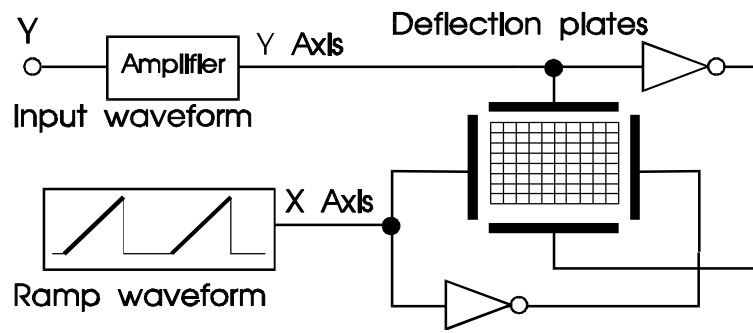 Y
Amplifier
Y Axis
Deflection plates
Input waveform
X Axis
Ramp waveform